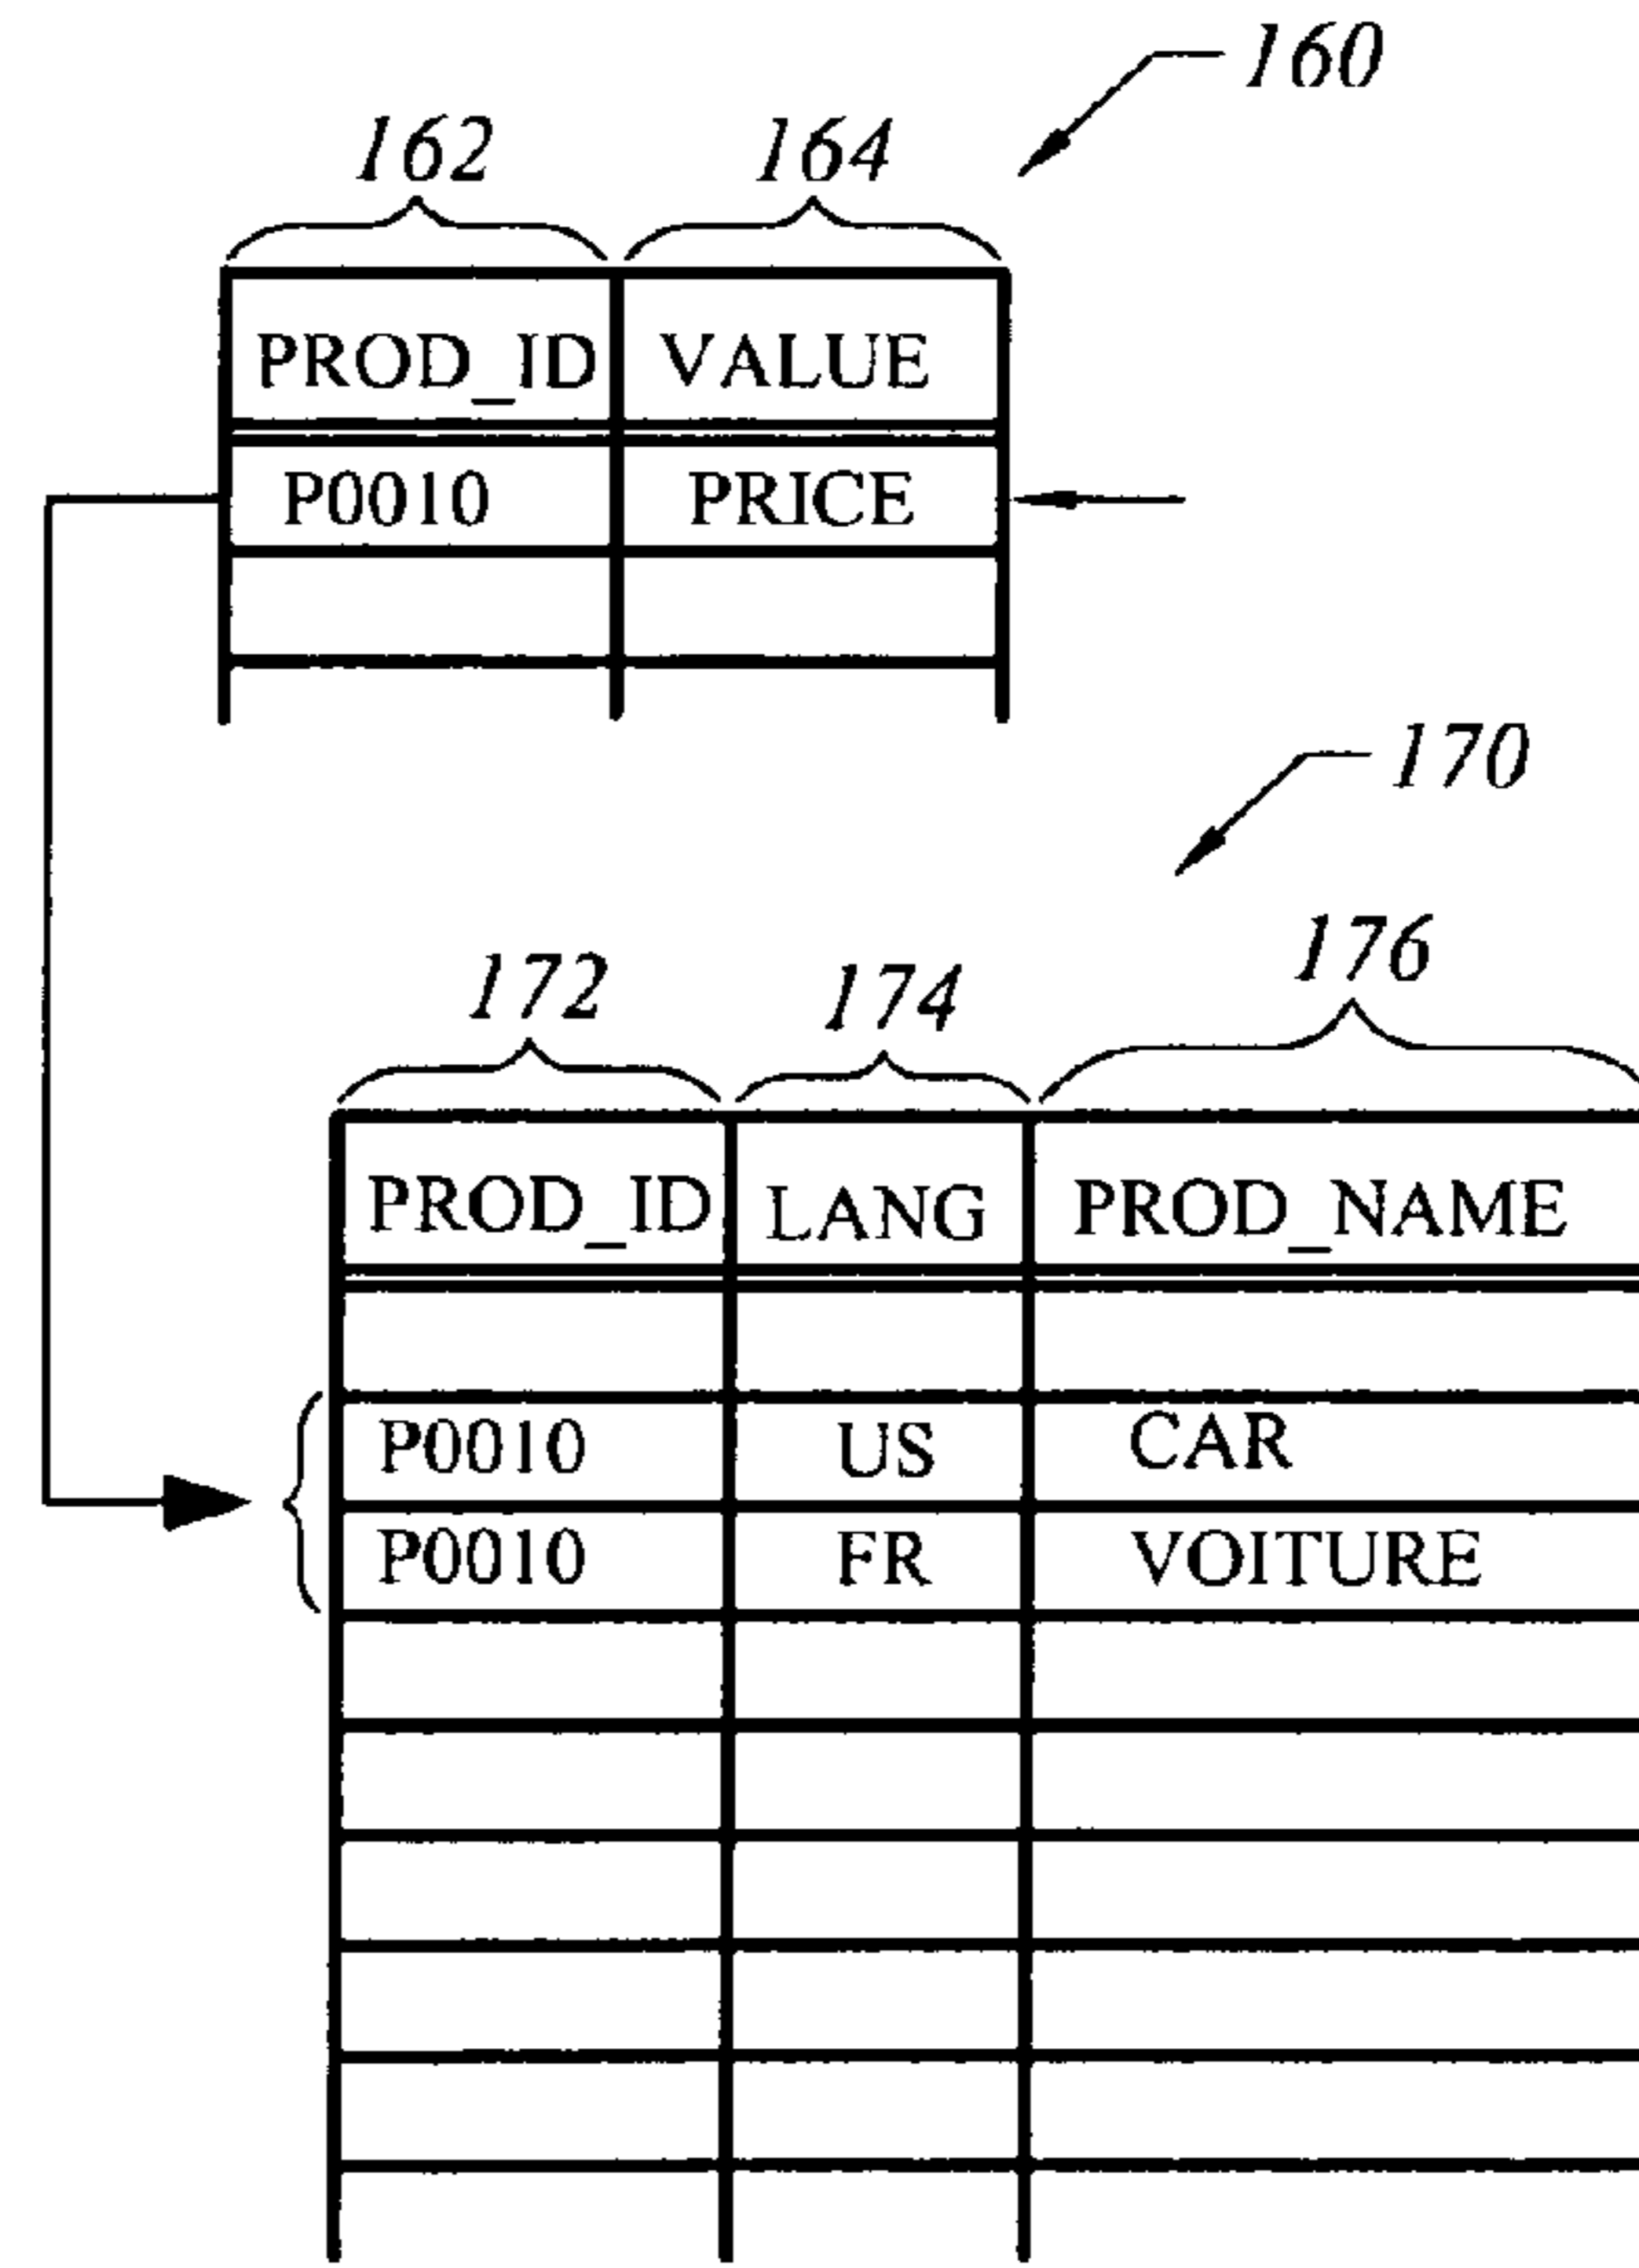 160
162 164
PROD_ID VALUE
P0010 PRICE
170
172 174 176
PROD_ID LANG PROD_NAME
P0010 US CAR
P0010 FR VOITURE